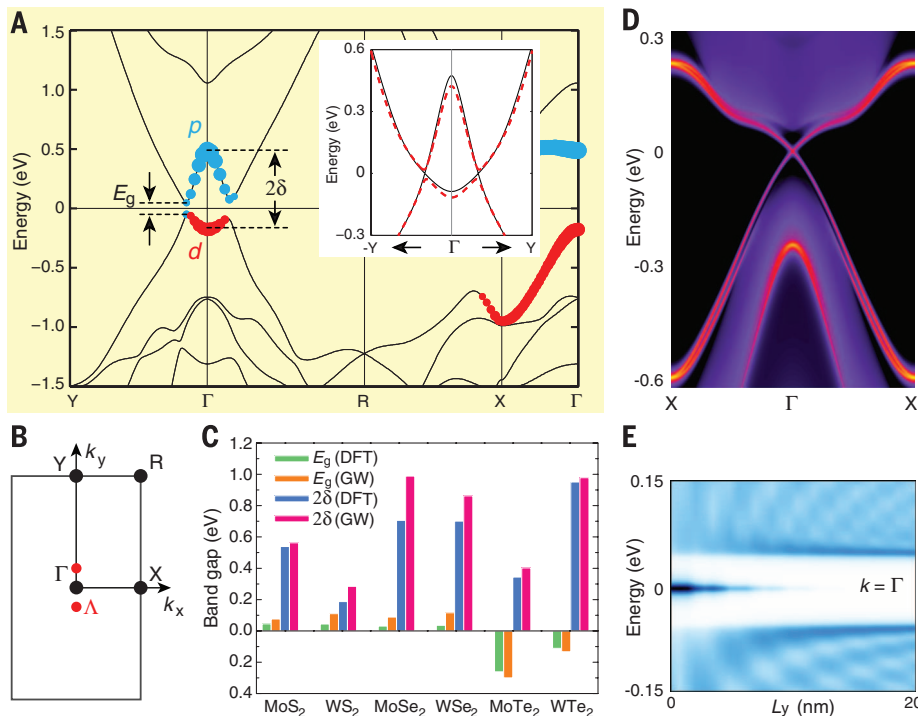 A
1.5
1.0
0.5
0
−0.5
−1.0
−1.5
Energy (eV)
p
d
E_g
2δ
Y
Γ
R
X
Γ
0.6
0.4
0.2
0
-0.3
Energy (eV)
-Y
Γ
Y
B
Y
k_y
R
Γ
Λ
X
k_x
C
1.2
1.0
0.8
0.6
0.4
0.2
0.0
0.2
0.4
Band gap (eV)
E_g (DFT)
E_g (GW)
2δ (DFT)
2δ (GW)
MoS₂ WS₂ MoSe₂ WSe₂ MoTe₂ WTe₂
D
0.3
0
-0.3
-0.6
Energy (eV)
X Γ X
E
0.15
0
-0.15
Energy (eV)
k = Γ
0
L_y (nm)
20